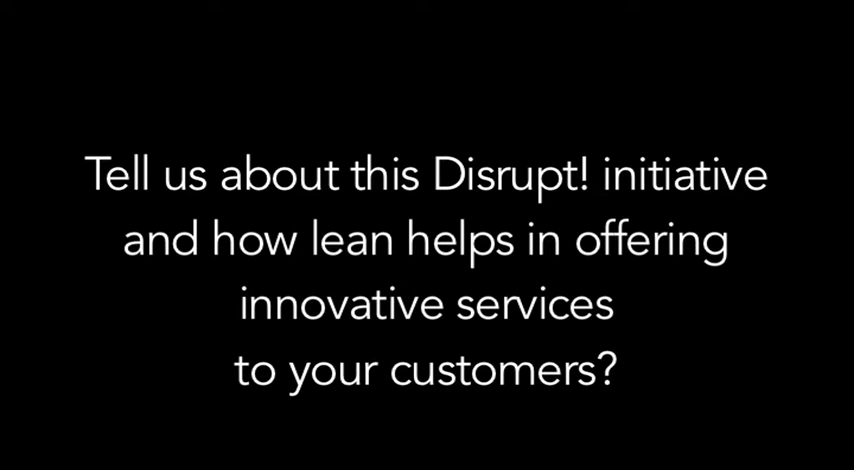 Tell us about this Disrupt! initiative
and how lean helps in offering
innovative services
to your customers?